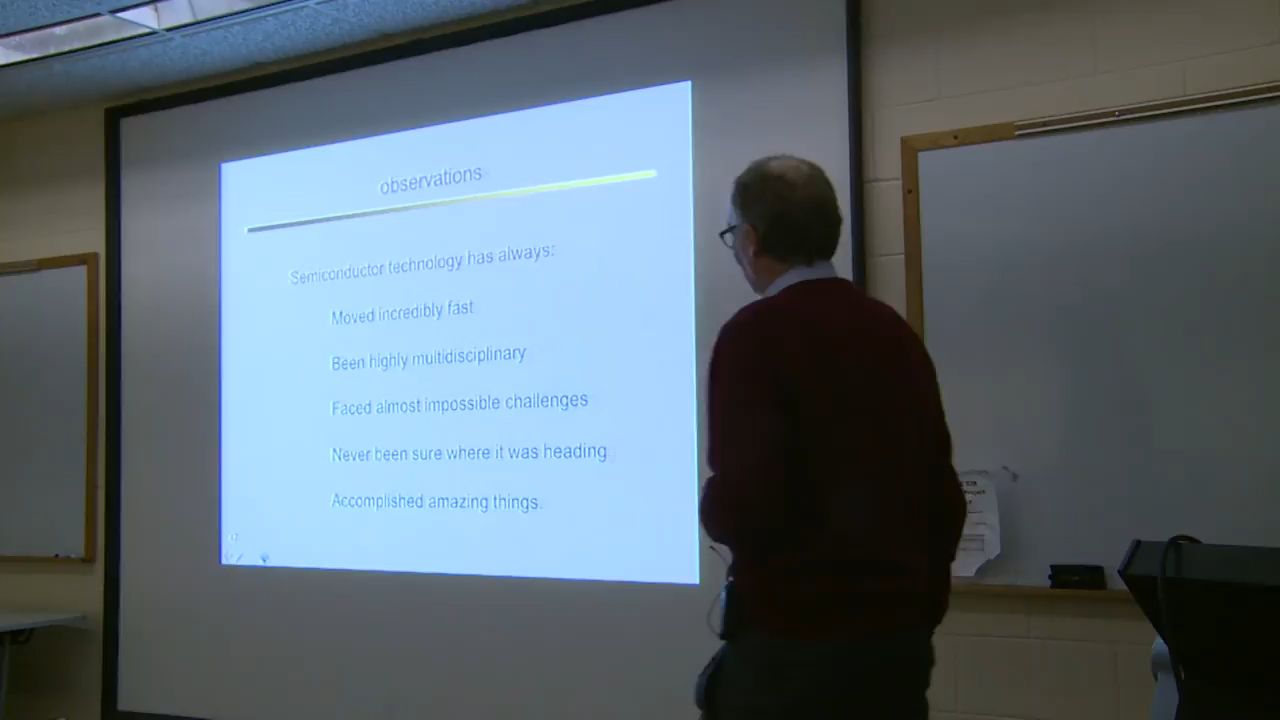 observations
Semiconductor technology has always:
Moved incredibly fast
Been highly multidisciplinary
Faced almost impossible challenges
Never been sure where it was heading
Accomplished amazing things.